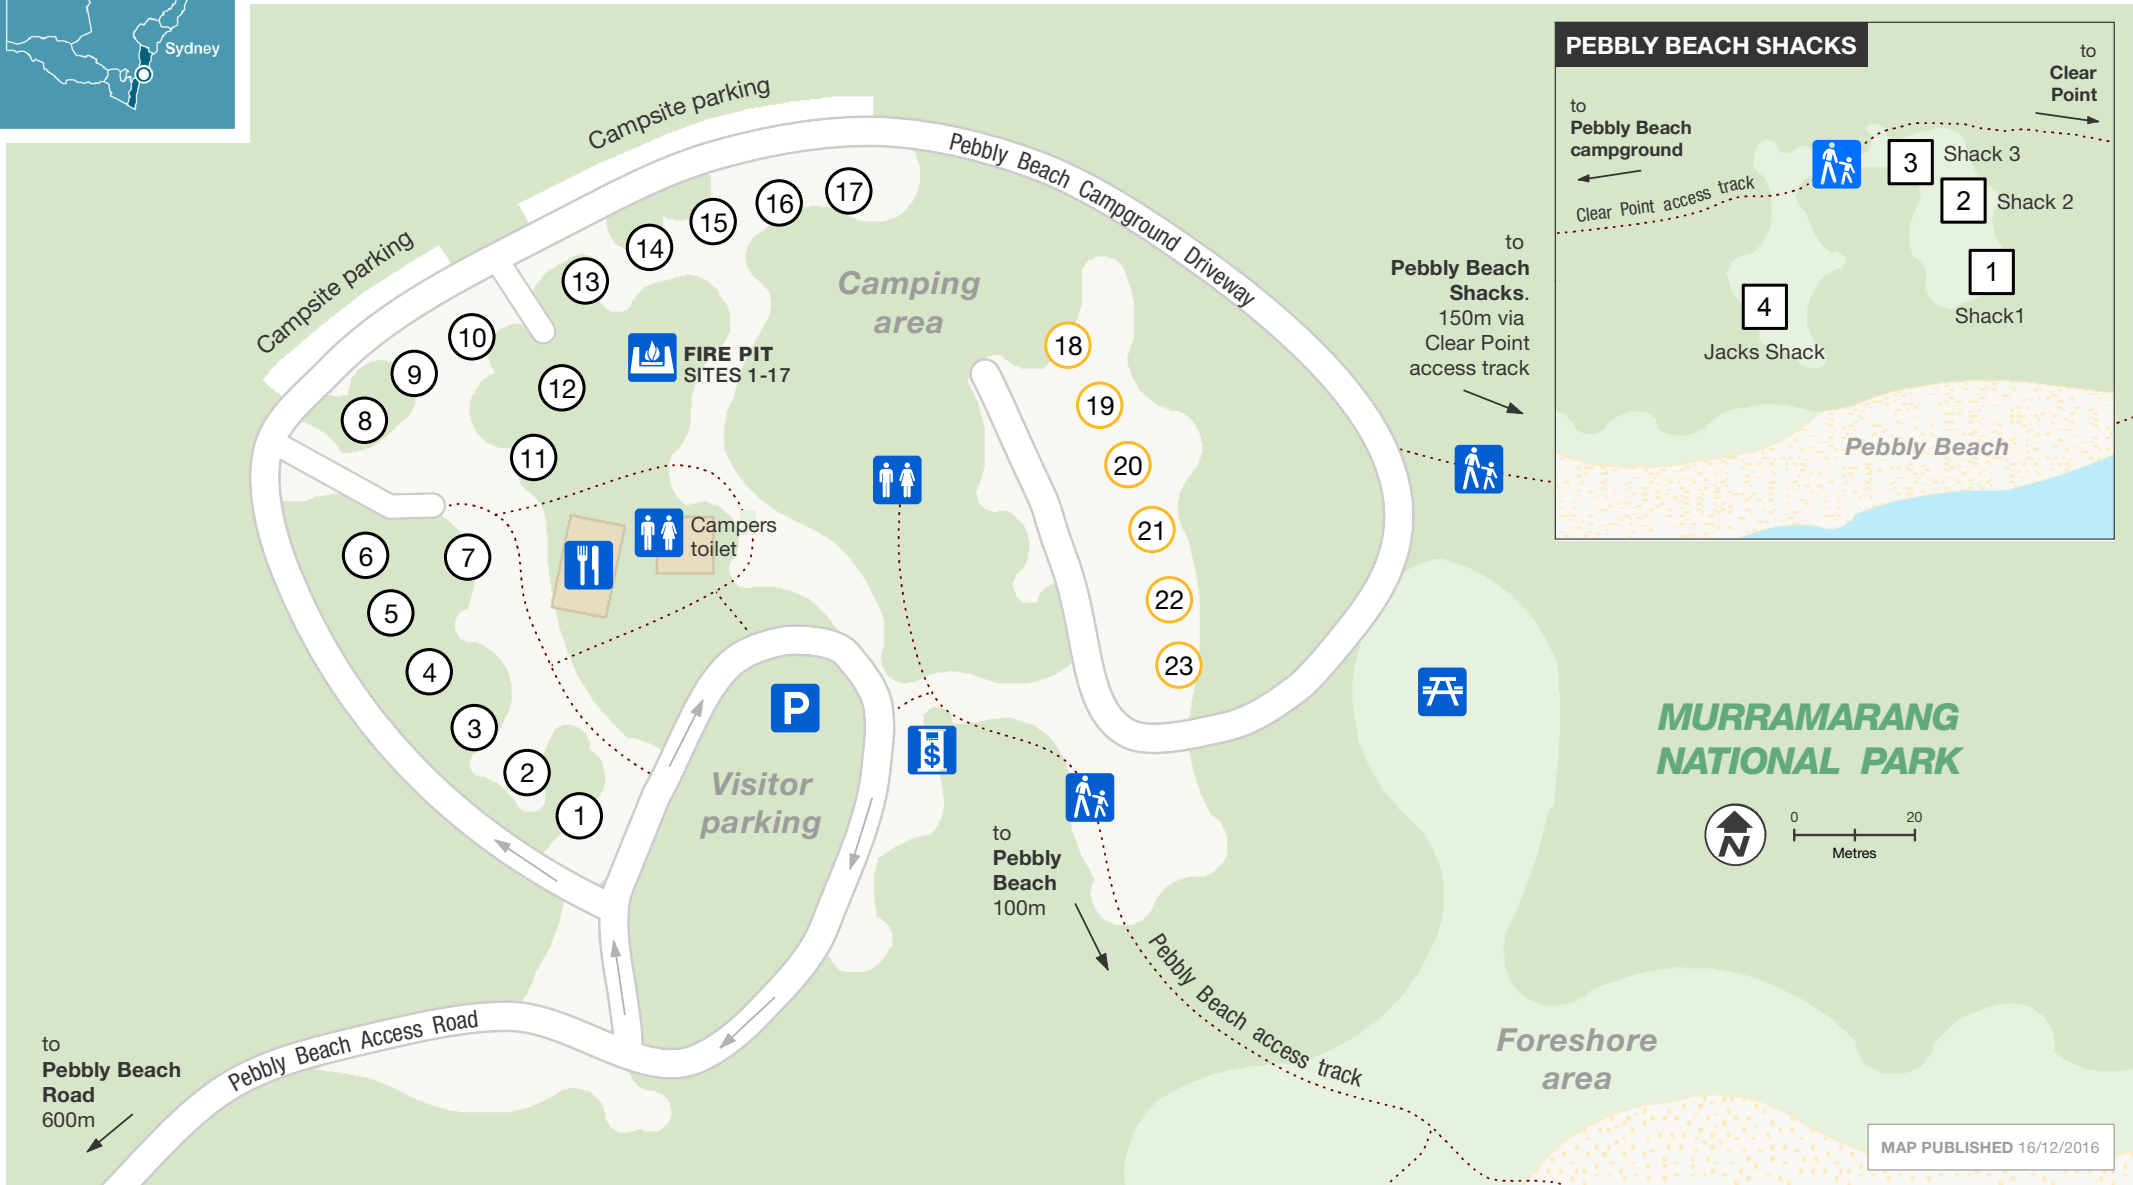 Sydney
Campsite parking
Campsite parking
Pebbly Beach Campground Driveway
PEBBLY BEACH SHACKS
to
Clear
Point
to
Pebbly Beach
campground
Clear Point access track
3
Shack 3
2
Shack 2
1
Shack1
4
Jacks Shack
Pebbly Beach
to
Pebbly Beach
Shacks.
150m via
Clear Point
access track
17
16
15
14
13
10
9
8
12
11
FIRE PIT
SITES 1-17
Camping
area
18
19
20
21
22
23
Campers
toilet
6
7
5
4
3
2
1
P
Visitor
parking
$
to
Pebbly
Beach
100m
Pebbly Beach access track
MURRAMARANG
NATIONAL PARK
N
0
20
Metres
Foreshore
area
Pebbly Beach Access Road
to
Pebbly Beach
Road
600m
MAP PUBLISHED 16/12/2016